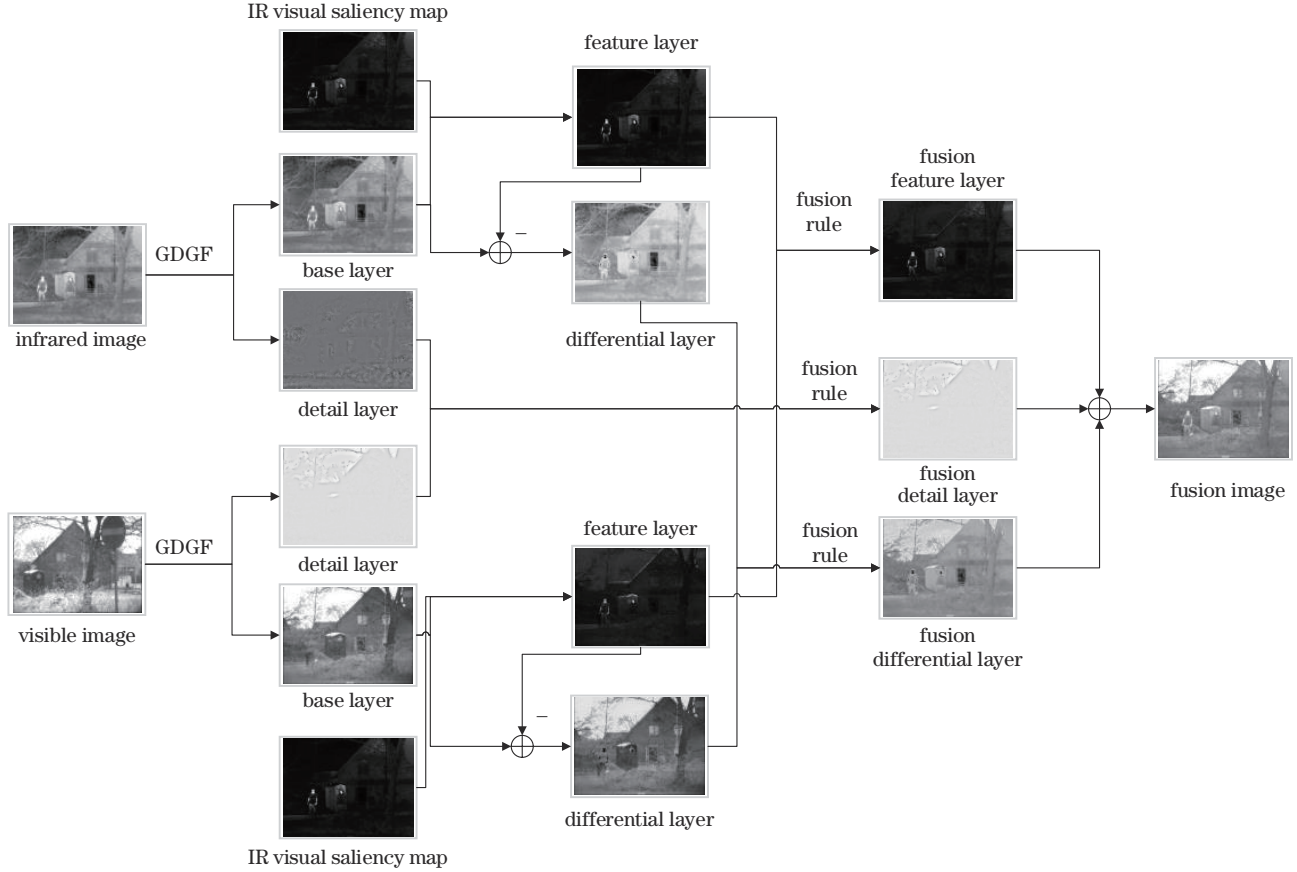 IR visual saliency map
feature layer
base layer
GDGF
infrared image
differential layer
detail layer
fusion
feature layer
fusion
rule
fusion
rule
fusion
detail layer
fusion image
GDGF
visible image
detail layer
base layer
IR visual saliency map
feature layer
−
−
differential layer
fusion
rule
fusion
differential layer